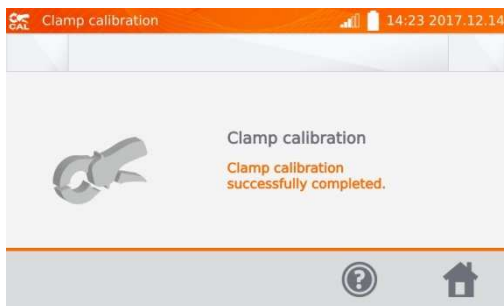 CAL Clamp calibration 14:23 2017.12.14
Clamp calibration
Clamp calibration
successfully completed.
?